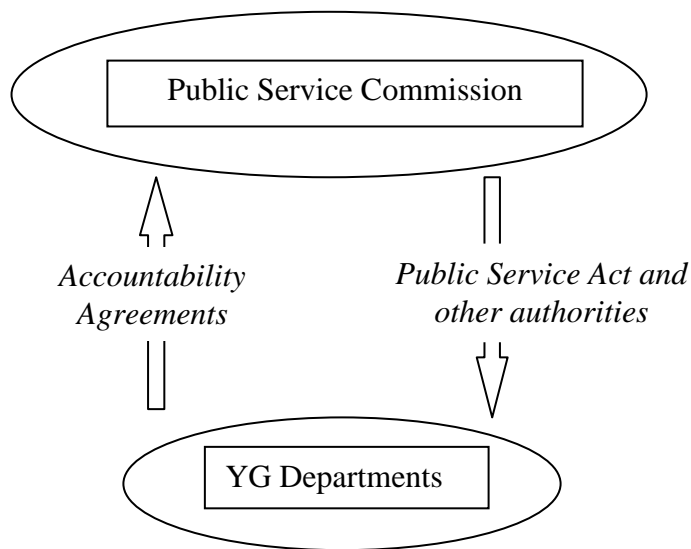 Public Service Commission
Accountability
Agreements
Public Service Act and
other authorities
YG Departments